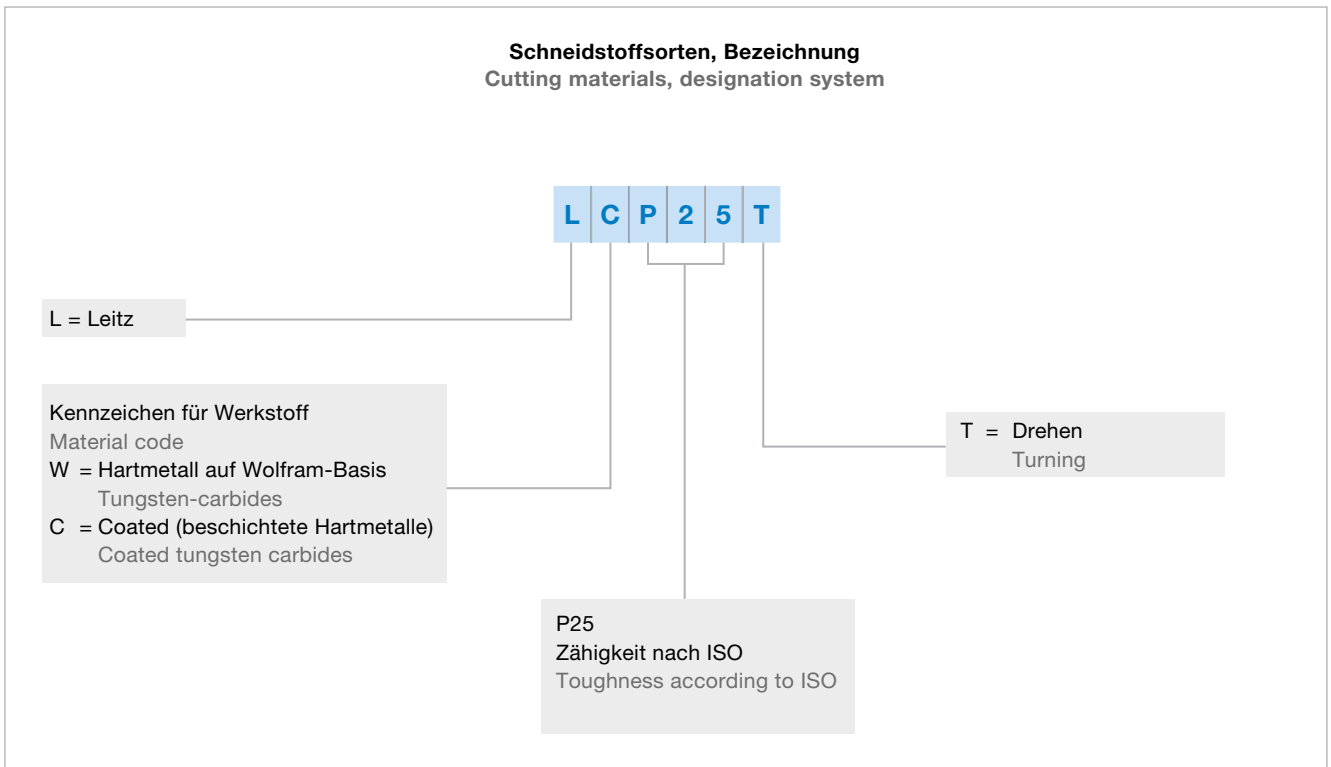 Schneidstoffsorten, Bezeichnung
Cutting materials, designation system
L C P 2 5 T
L = Leitz
Kennzeichen für Werkstoff
Material code
W = Hartmetall auf Wolfram-Basis
Tungsten-carbides
C = Coated (beschichtete Hartmetalle)
Coated tungsten carbides
T = Drehen
Turning
P25
Zähigkeit nach ISO
Toughness according to ISO